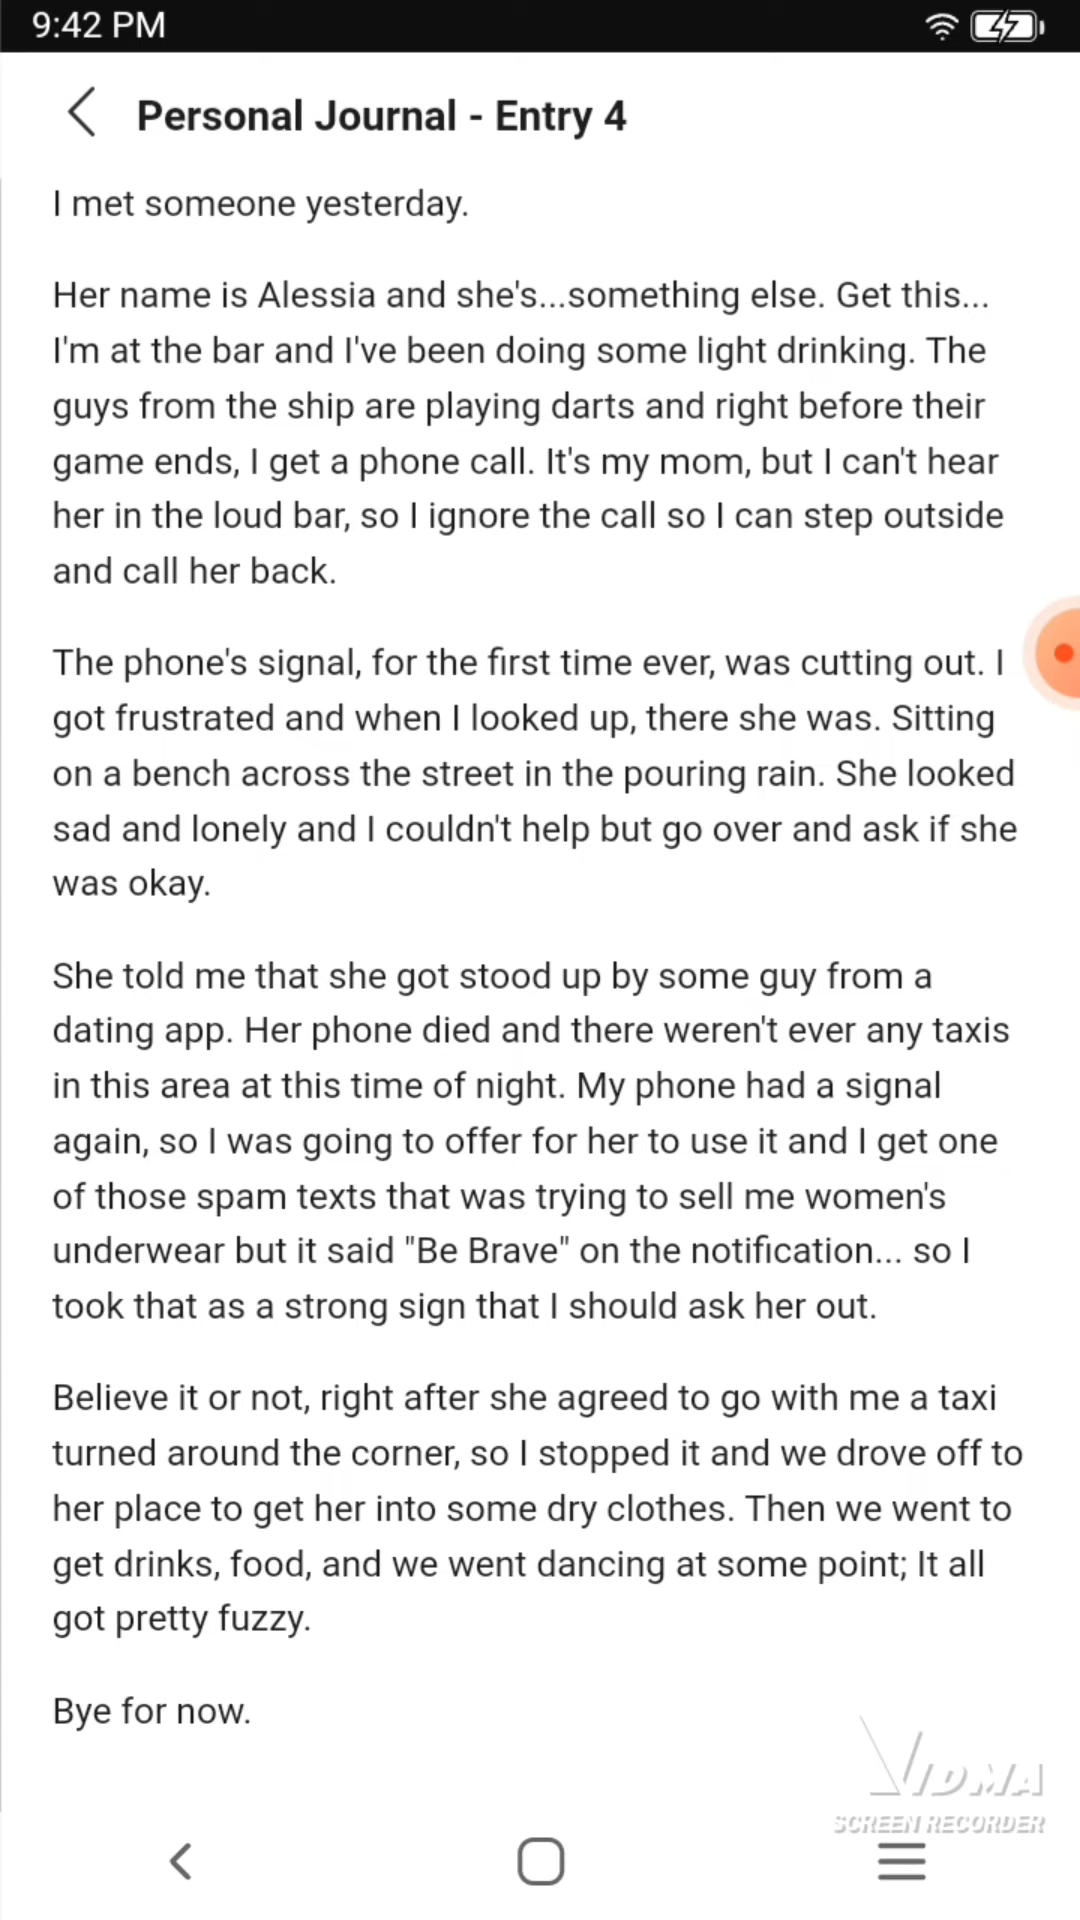 9:42 PM
Personal Journal - Entry 4
I met someone yesterday.
Her name is Alessia and she's...something else. Get this...
I'm at the bar and I've been doing some light drinking. The
guys from the ship are playing darts and right before their
game ends, I get a phone call. It's my mom, but I can't hear
her in the loud bar, so I ignore the call so I can step outside
and call her back.
The phone's signal, for the first time ever, was cutting out. I
got frustrated and when I looked up, there she was. Sitting
on a bench across the street in the pouring rain. She looked
sad and lonely and I couldn't help but go over and ask if she
was okay.
She told me that she got stood up by some guy from a
dating app. Her phone died and there weren't ever any taxis
in this area at this time of night. My phone had a signal
again, so I was going to offer for her to use it and I get one
of those spam texts that was trying to sell me women's
underwear but it said "Be Brave" on the notification... so I
took that as a strong sign that I should ask her out.
Believe it or not, right after she agreed to go with me a taxi
turned around the corner, so I stopped it and we drove off to
her place to get her into some dry clothes. Then we went to
get drinks, food, and we went dancing at some point; It all
got pretty fuzzy.
Bye for now.
VIDMA
SCREEN RECORDER